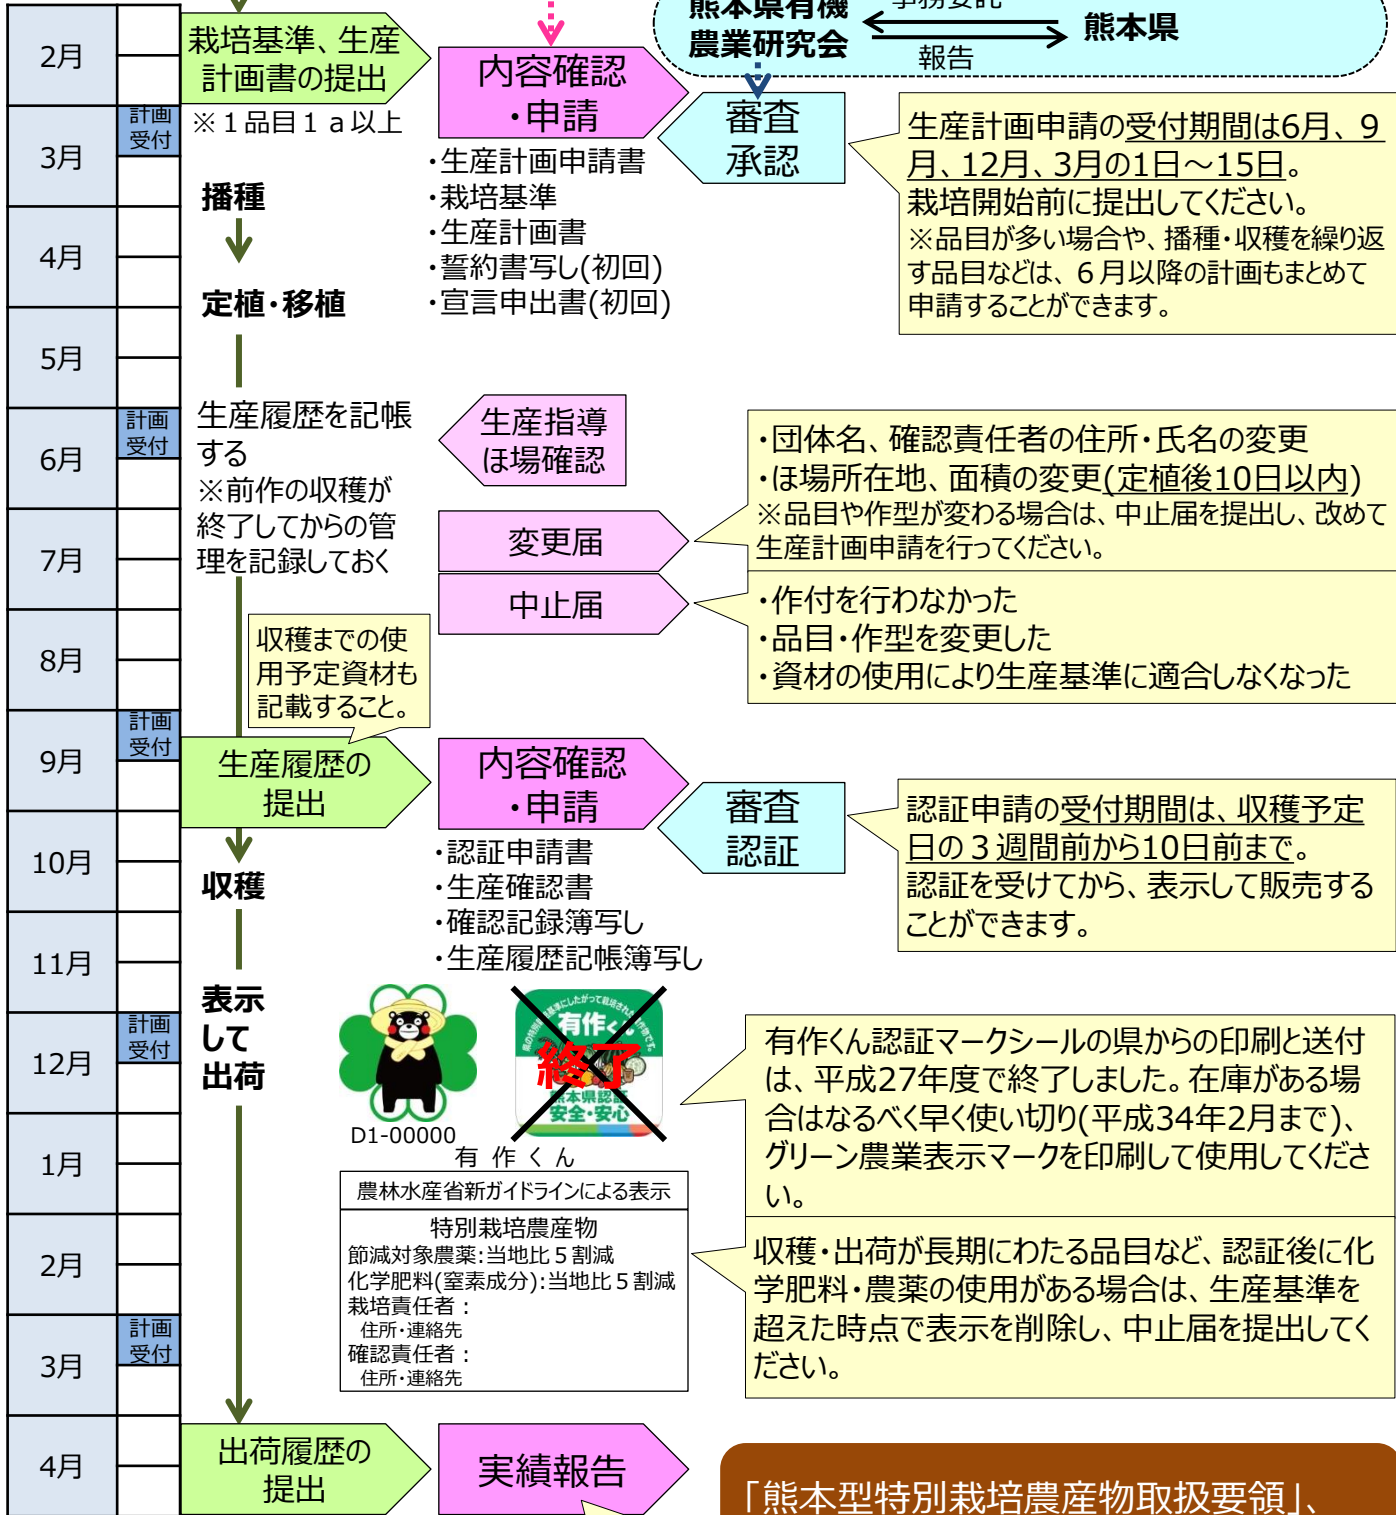 熊本県有機
農業研究会
事務委託
報告
熊本県
2月
3月
4月
5月
6月
7月
8月
9月
10月
11月
12月
1月
2月
3月
4月
計画
受付
計画
受付
計画
受付
計画
受付
計画
受付
栽培基準、生産
計画書の提出
※１品目１ａ以上
播種
定植・移植
内容確認
・申請
・生産計画申請書
・栽培基準
・生産計画書
・誓約書写し(初回)
・宣言申出書(初回)
審査
承認
生産計画申請の受付期間は6月、9
月、12月、3月の1日～15日。
栽培開始前に提出してください。
※品目が多い場合や、播種・収穫を繰り返
す品目などは、６月以降の計画もまとめて
申請することができます。
生産履歴を記帳
する
※前作の収穫が
終了してからの管
理を記録しておく
生産指導
ほ場確認
変更届
中止届
・団体名、確認責任者の住所・氏名の変更
・ほ場所在地、面積の変更(定植後10日以内)
※品目や作型が変わる場合は、中止届を提出し、改めて
生産計画申請を行ってください。
・作付を行わなかった
・品目・作型を変更した
・資材の使用により生産基準に適合しなくなった
収穫までの使
用予定資材も
記載すること。
生産履歴の
提出
内容確認
・申請
・認証申請書
・生産確認書
・確認記録簿写し
・生産履歴記帳簿写し
審査
認証
認証申請の受付期間は、収穫予定
日の３週間前から10日前まで。
認証を受けてから、表示して販売する
ことができます。
収穫
表示
して
出荷
D1-00000
有作くん
終了
熊本県認証
安全・安心
有 作 く ん
有作くん認証マークシールの県からの印刷と送付
は、平成27年度で終了しました。在庫がある場
合はなるべく早く使い切り(平成34年2月まで)、
グリーン農業表示マークを印刷して使用してくださ
い。
農林水産省新ガイドラインによる表示
特別栽培農産物
節減対象農薬:当地比５割減
化学肥料(窒素成分):当地比５割減
栽培責任者：
住所・連絡先
確認責任者：
住所・連絡先
収穫・出荷が長期にわたる品目など、認証後に化
学肥料・農薬の使用がある場合は、生産基準を
超えた時点で表示を削除し、中止届を提出してく
ださい。
出荷履歴の
提出
実績報告
「熊本型特別栽培農産物取扱要領」、